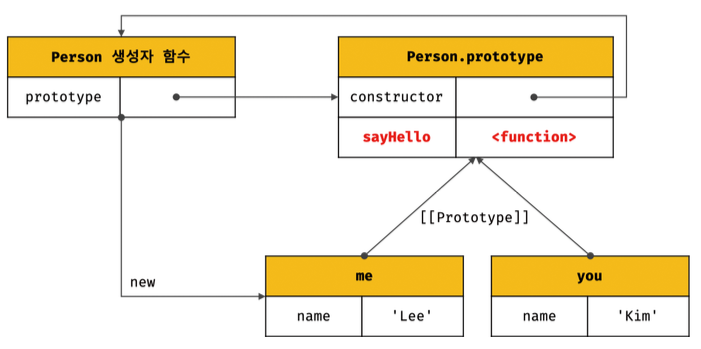 Person 생성자 함수
prototype
Person.prototype
constructor
sayHello <function>
[[Prototype]]
new
me
name 'Lee'
you
name 'Kim'